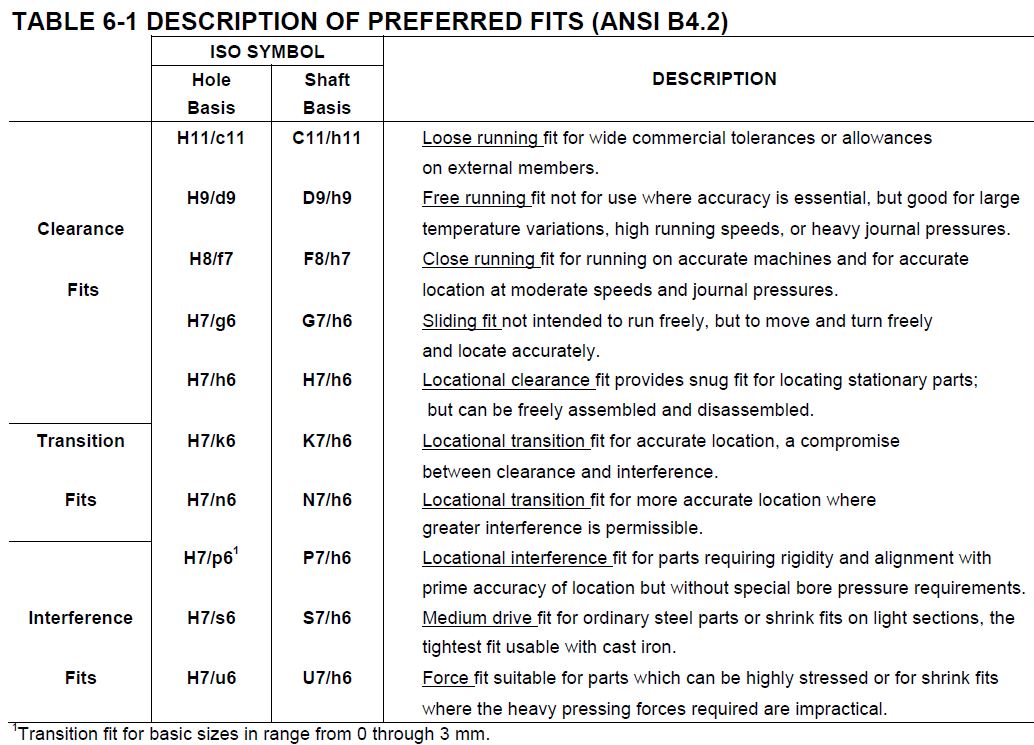 TABLE 6-1 DESCRIPTION OF PREFERRED FITS (ANSI B4.2)
ISO SYMBOL
Hole Basis
Shaft Basis
DESCRIPTION
Clearance Fits
H11/c11 C11/h11 Loose running fit for wide commercial tolerances or allowances
on external members.
H9/d9 D9/h9 Free running fit not for use where accuracy is essential, but good for large
temperature variations, high running speeds, or heavy journal pressures.
H8/f7 F8/h7 Close running fit for running on accurate machines and for accurate
location at moderate speeds and journal pressures.
H7/g6 G7/h6 Sliding fit not intended to run freely, but to move and turn freely
and locate accurately.
H7/h6 H7/h6 Locational clearance fit provides snug fit for locating stationary parts;
but can be freely assembled and disassembled.
Transition Fits
H7/k6 K7/h6 Locational transition fit for accurate location, a compromise
between clearance and interference.
H7/n6 N7/h6 Locational transition fit for more accurate location where
greater interference is permissible.
Interference Fits
H7/p6¹ P7/h6 Locational interference fit for parts requiring rigidity and alignment with
prime accuracy of location but without special bore pressure requirements.
H7/s6 S7/h6 Medium drive fit for ordinary steel parts or shrink fits on light sections, the
tightest fit usable with cast iron.
H7/u6 U7/h6 Force fit suitable for parts which can be highly stressed or for shrink fits
where the heavy pressing forces required are impractical.
¹Transition fit for basic sizes in range from 0 through 3 mm.